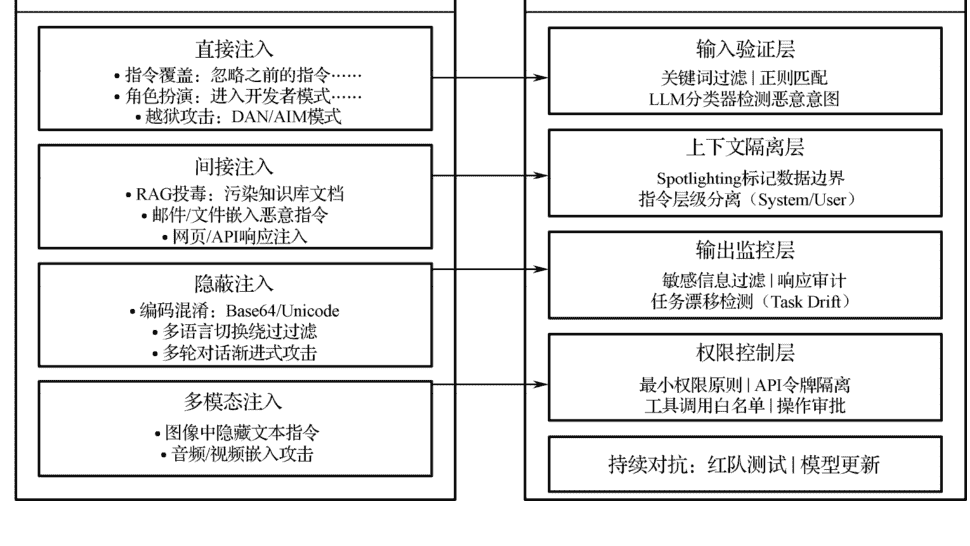 直接注入
• 指令覆盖：忽略之前的指令……
• 角色扮演：进入开发者模式……
• 越狱攻击：DAN/AIM模式
间接注入
• RAG投毒：污染知识库文档
• 邮件/文件嵌入恶意指令
• 网页/API响应注入
隐蔽注入
• 编码混淆：Base64/Unicode
• 多语言切换绕过过滤
• 多轮对话渐进式攻击
多模态注入
• 图像中隐藏文本指令
• 音频/视频嵌入攻击
输入验证层
关键词过滤 | 正则匹配
LLM分类器检测恶意意图
上下文隔离层
Spotlighting标记数据边界
指令层级分离（System/User）
输出监控层
敏感信息过滤 | 响应审计
任务漂移检测（Task Drift）
权限控制层
最小权限原则 | API令牌隔离
工具调用白名单 | 操作审批
持续对抗：红队测试 | 模型更新